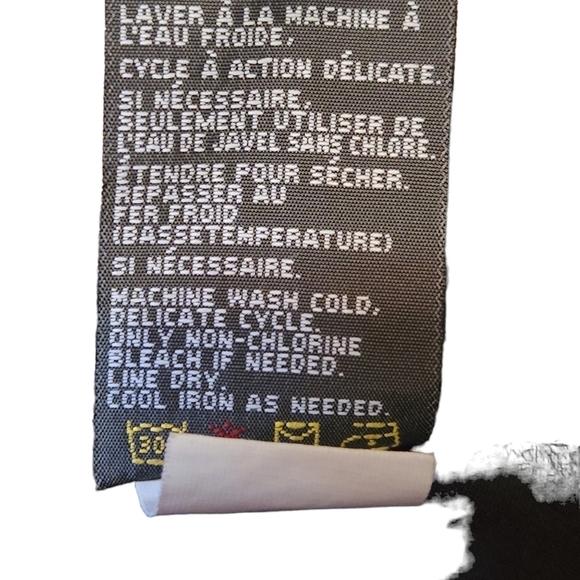 LAVER À LA MACHINE À
L'EAU FROIDE,
CYCLE À ACTION DÉLICATE.
SI NÉCESSAIRE,
SEULEMENT UTILISER DE
L'EAU DE JAVEL SANS CHLORE.
ÉTENDRE POUR SÉCHER.
REPASSER AU
FER FROID
(BASSETEMPERATURE)
SI NÉCESSAIRE.
MACHINE WASH COLD,
DELICATE CYCLE.
ONLY NON-CHLORINE
BLEACH IF NEEDED.
LINE DRY.
COOL IRON AS NEEDED.
30